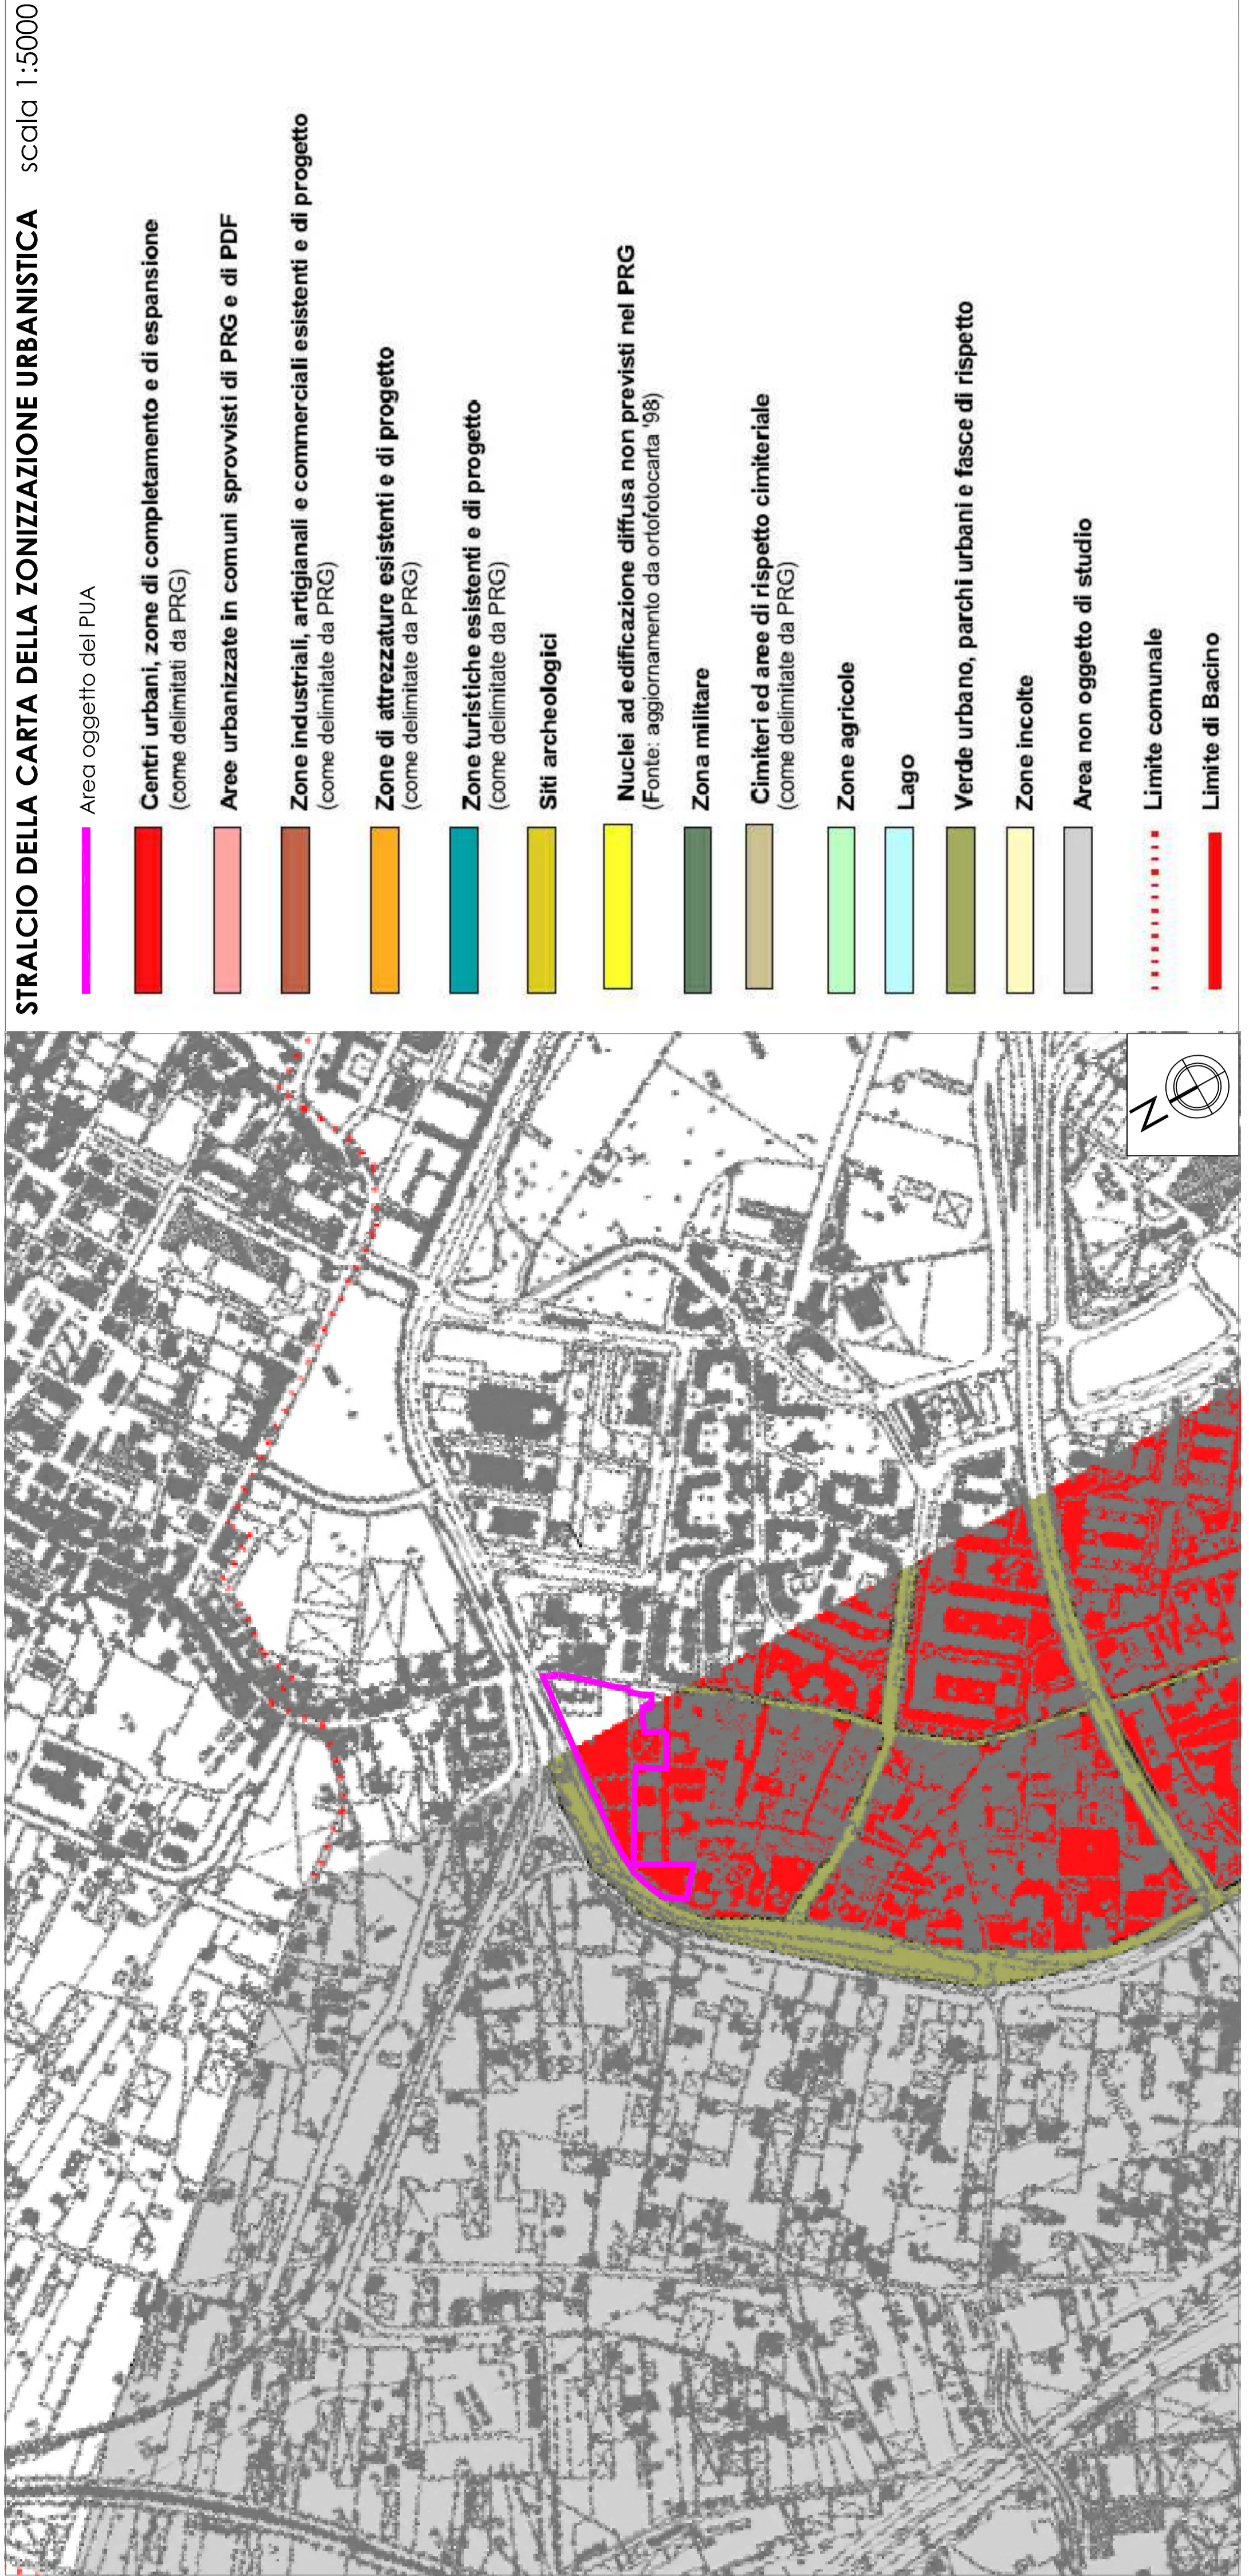 STRALCIO DELLA CARTA DELLA ZONIZZAZIONE URBANISTICA scala 1:5000
Area oggetto del PUA
Centri urbani, zone di completamento e di espansione
(come delimitati da PRG)
Aree urbanizzate in comuni sprovvisti di PRG e di PDF
Zone industriali, artigianali e commerciali esistenti e di progetto
(come delimitate da PRG)
Zone di attrezzature esistenti e di progetto
(come delimitate da PRG)
Zone turistiche esistenti e di progetto
(come delimitate da PRG)
Siti archeologici
Nuclei ad edificazione diffusa non previsti nel PRG
(Fonte: aggiornamento da ortofotocarta '98)
Zona militare
Cimiteri ed aree di rispetto cimiteriale
(come delimitate da PRG)
Zone agricole
Lago
Verde urbano, parchi urbani e fasce di rispetto
Zone incolte
Area non oggetto di studio
Limite comunale
Limite di Bacino
N